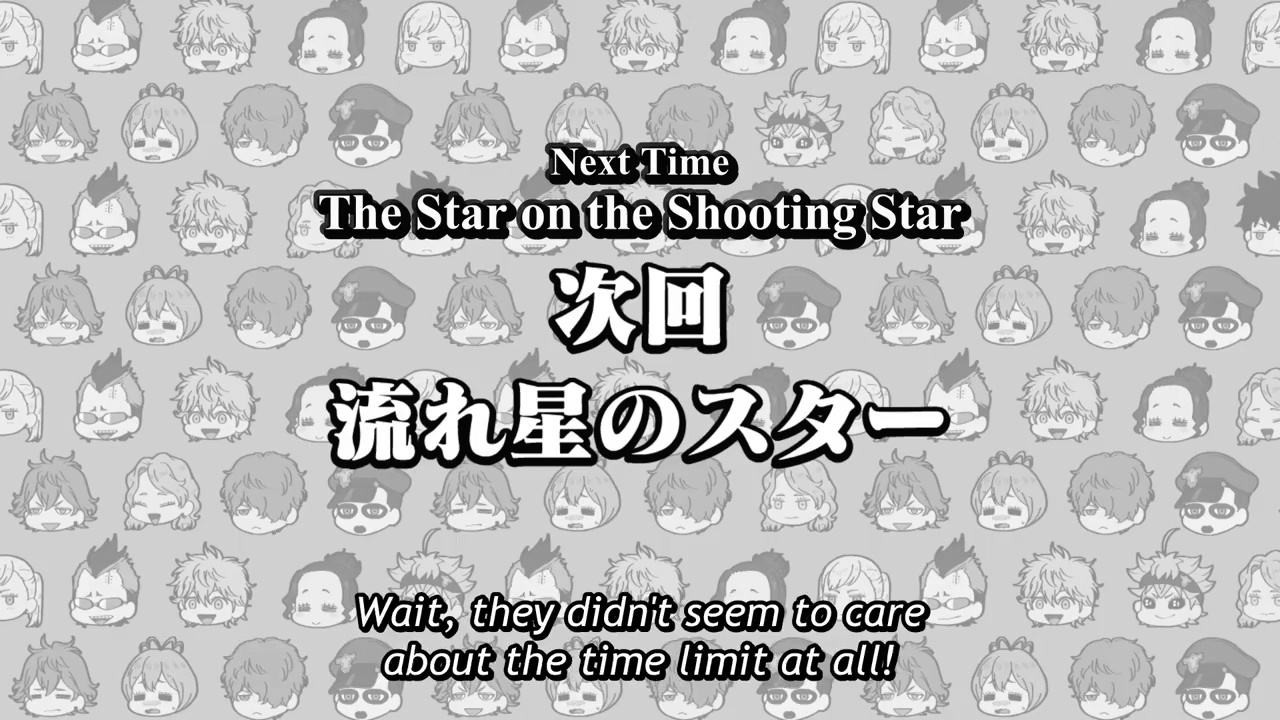 Next Time
The Star on the Shooting Star
次回
流れ星のスター
Wait, they didn't seem to care
about the time limit at all!